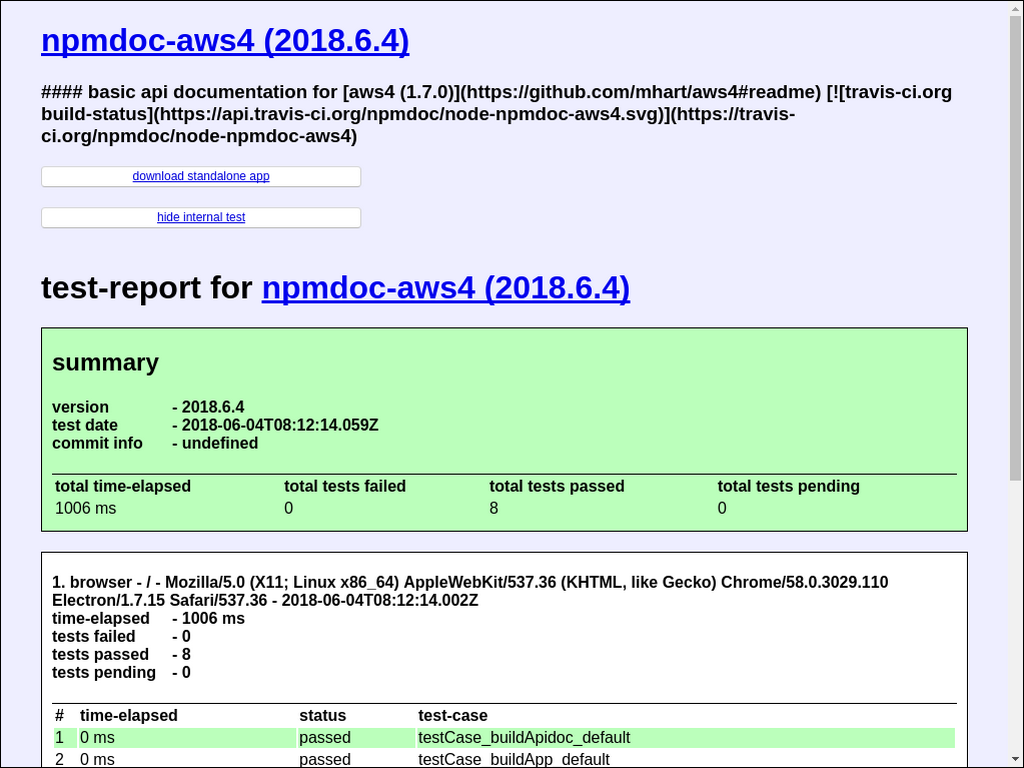 npmdoc-aws4 (2018.6.4)
#### basic api documentation for [aws4 (1.7.0)](https://github.com/mhart/aws4#readme) [![travis-ci.org
build-status](https://api.travis-ci.org/npmdoc/node-npmdoc-aws4.svg)](https://travis-
ci.org/npmdoc/node-npmdoc-aws4)
download standalone app
hide internal test
test-report for npmdoc-aws4 (2018.6.4)
summary
version - 2018.6.4
test date - 2018-06-04T08:12:14.059Z
commit info - undefined
total time-elapsed total tests failed total tests passed total tests pending
1006 ms 0 8 0
1. browser - / - Mozilla/5.0 (X11; Linux x86_64) AppleWebKit/537.36 (KHTML, like Gecko) Chrome/58.0.3029.110
Electron/1.7.15 Safari/537.36 - 2018-06-04T08:12:14.002Z
time-elapsed - 1006 ms
tests failed - 0
tests passed - 8
tests pending - 0
# time-elapsed status test-case
1 0 ms passed testCase_buildApidoc_default
2 0 ms passed testCase_buildApp_default